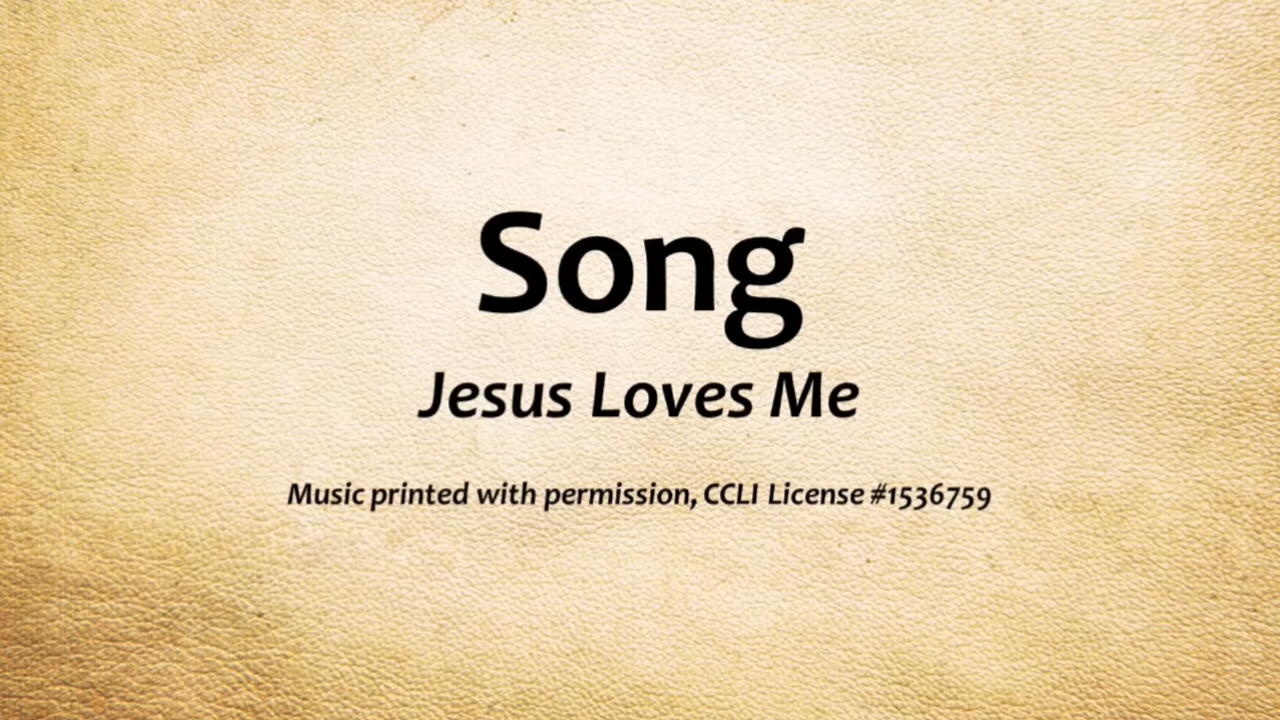 Song
Jesus Loves Me
Music printed with permission, CCLI License #1536759